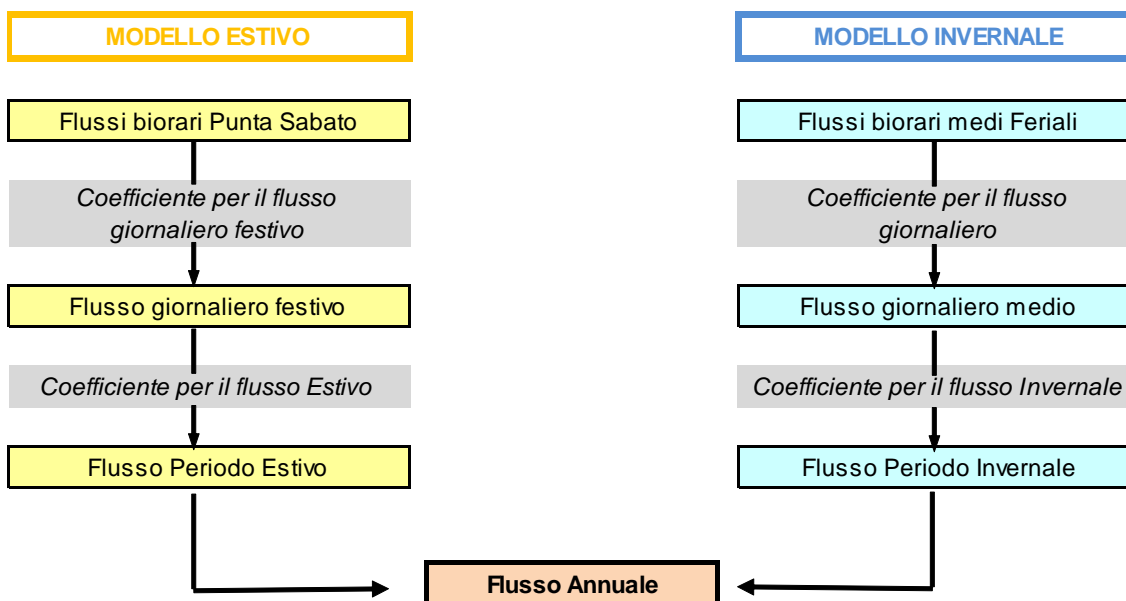 MODELLO ESTIVO
MODELLO INVERNALE
Flussi biorari Punta Sabato
Flussi biorari medi Feriali
Coefficiente per il flusso
giornaliero festivo
Coefficiente per il flusso
giornaliero
Flusso giornaliero festivo
Flusso giornaliero medio
Coefficiente per il flusso Estivo
Coefficiente per il flusso Invernale
Flusso Periodo Estivo
Flusso Periodo Invernale
Flusso Annuale